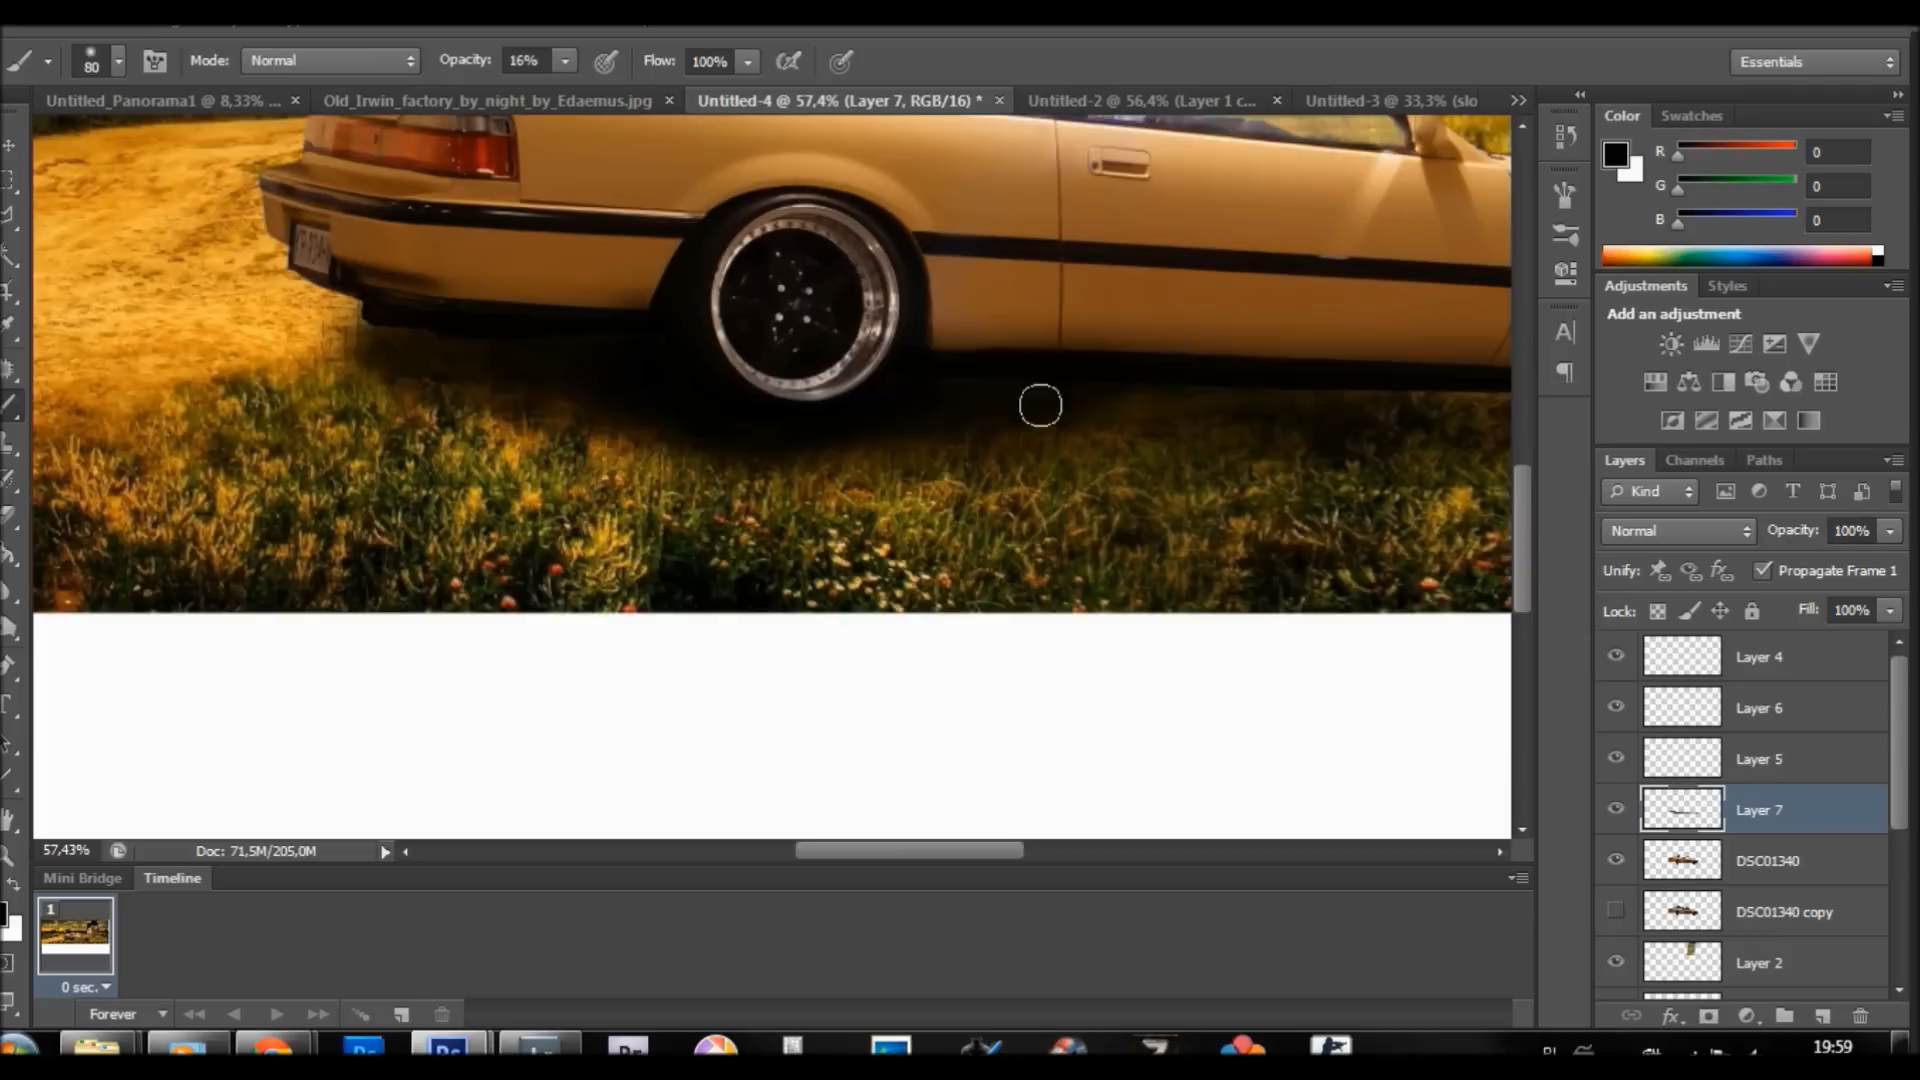 80
Mode:
Normal
Opacity:
16%
Flow:
100%
Essentials
Untitled_Panorama1 @ 8,33% ...
Old_Irwin_factory_by_night_by_Edaemus.jpg
Untitled-4 @ 57,4% (Layer 7, RGB/16) *
Untitled-2 @ 56,4% (Layer 1 c...
Untitled-3 @ 33,3% (slo
Color
Swatches
R
0
G
0
B
0
Adjustments
Styles
Add an adjustment
Layers
Channels
Paths
Kind
Normal
Opacity:
100%
Unify:
Propagate Frame 1
Lock:
Fill:
100%
Layer 4
Layer 6
Layer 5
Layer 7
DSC01340
DSC01340 copy
Layer 2
57,43%
Doc: 71,5M/205,0M
Mini Bridge
Timeline
1
0 sec.
Forever
19:59